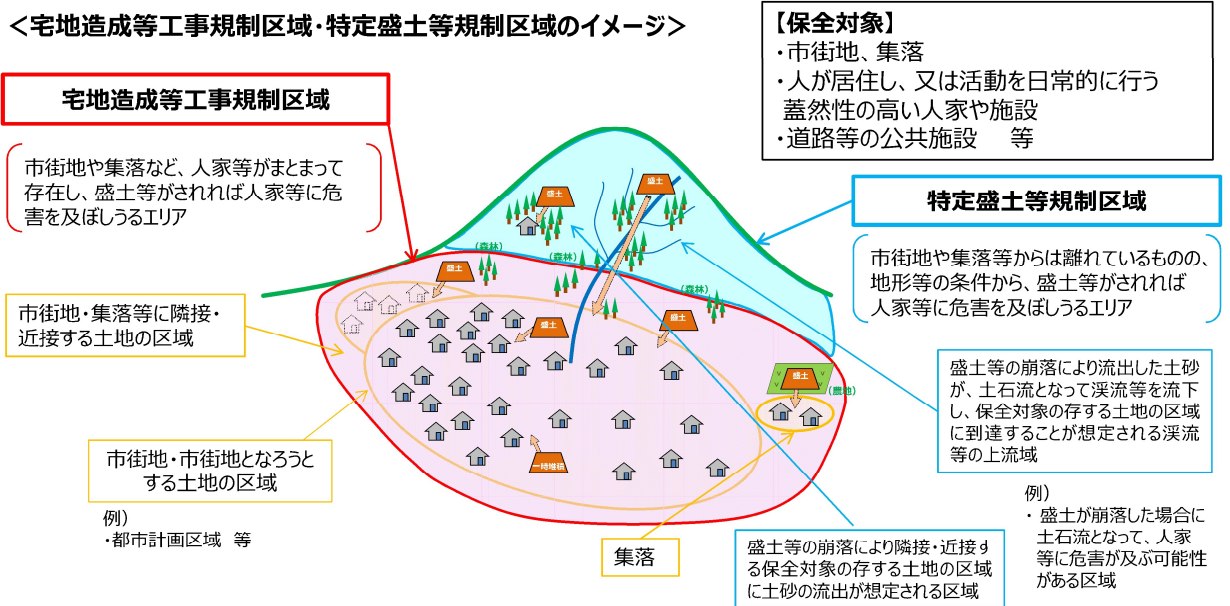 ＜宅地造成等工事規制区域・特定盛土等規制区域のイメージ＞
【保全対象】
・市街地、集落
・人が居住し、又は活動を日常的に行う
蓋然性の高い人家や施設
・道路等の公共施設　等
宅地造成等工事規制区域
市街地や集落など、人家等がまとまって
存在し、盛土等がされれば人家等に危
害を及ぼしうるエリア
特定盛土等規制区域
市街地や集落等からは離れているものの、
地形等の条件から、盛土等がされれば
人家等に危害を及ぼしうるエリア
盛土
盛土
（森林）
（森林）
（森林）
盛土
盛土
盛土
盛土
（農地）
一時堆積
市街地・集落等に隣接・
近接する土地の区域
市街地・市街地となろうと
する土地の区域
例）
・都市計画区域　等
集落
盛土等の崩落により流出した土砂
が、土石流となって渓流等を流下
し、保全対象の存する土地の区域
に到達することが想定される渓流
等の上流域
例）
・ 盛土が崩落した場合に
土石流となって、人家
等に危害が及ぶ可能性
がある区域
盛土等の崩落により隣接・近接す
る保全対象の存する土地の区域
に土砂の流出が想定される区域